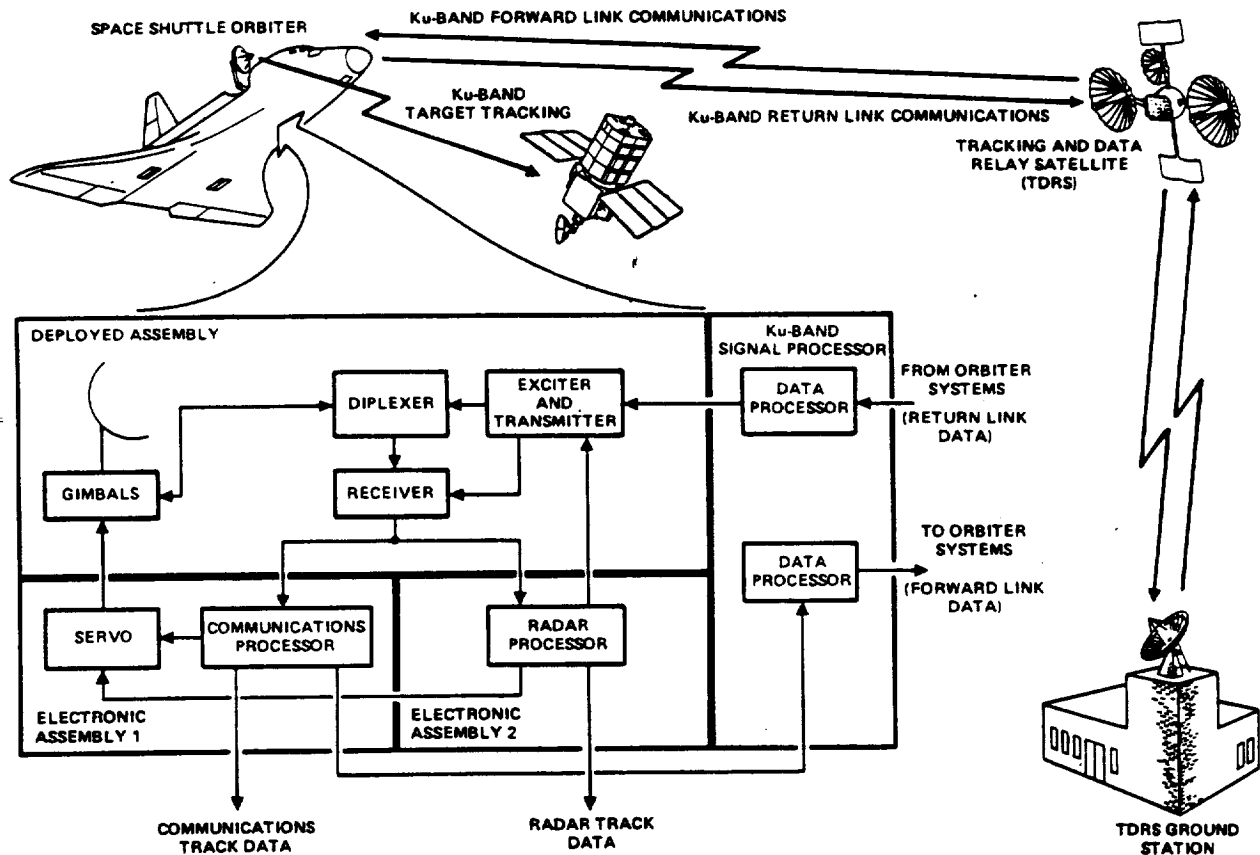 Ku-BAND FORWARD LINK COMMUNICATIONS
SPACE SHUTTLE ORBITER
Ku-BAND
TARGET TRACKING
Ku-BAND RETURN LINK COMMUNICATIONS
TRACKING AND DATA
RELAY SATELLITE
(TDRS)
DEPLOYED ASSEMBLY
Ku-BAND
SIGNAL PROCESSOR
DIPLEXER
EXCITER
AND
TRANSMITTER
DATA
PROCESSOR
FROM ORBITER
SYSTEMS
(RETURN LINK
DATA)
GIMBALS
RECEIVER
DATA
PROCESSOR
TO ORBITER
SYSTEMS
(FORWARD LINK
DATA)
SERVO
COMMUNICATIONS
PROCESSOR
RADAR
PROCESSOR
ELECTRONIC
ASSEMBLY 1
ELECTRONIC
ASSEMBLY 2
COMMUNICATIONS
TRACK DATA
RADAR TRACK
DATA
TDRS GROUND
STATION